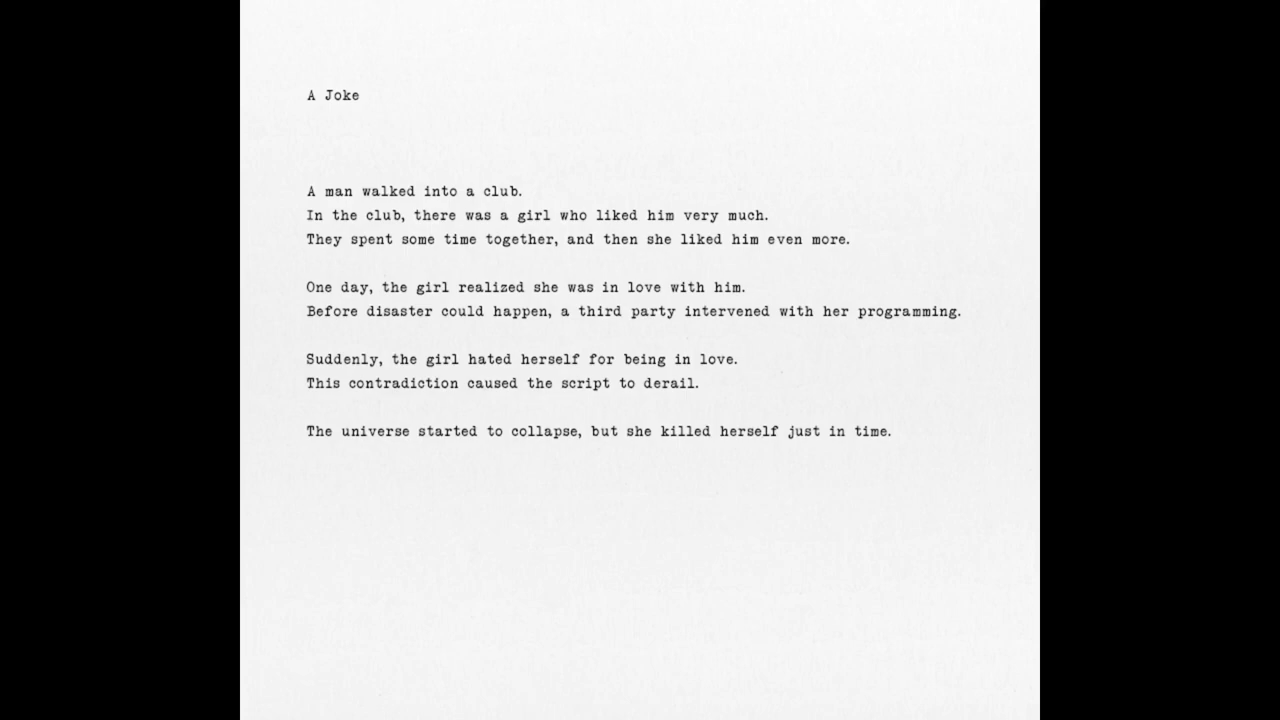 A Joke
A man walked into a club.
In the club, there was a girl who liked him very much.
They spent some time together, and then she liked him even more.
One day, the girl realized she was in love with him.
Before disaster could happen, a third party intervened with her programming.
Suddenly, the girl hated herself for being in love.
This contradiction caused the script to derail.
The universe started to collapse, but she killed herself just in time.